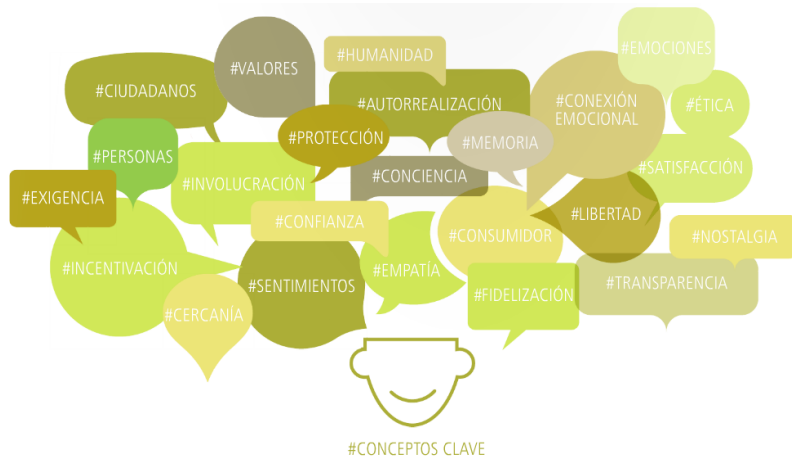 #HUMANIDAD
#EMOCIONES
#VALORES
#CIUDADANOS
#AUTORREALIZACIÓN
#CONEXIÓN
EMOCIONAL
#ÉTICA
#PROTECCIÓN
#MEMORIA
#PERSONAS
#SATISFACCIÓN
#INVOLUCRACIÓN
#CONCIENCIA
#EXIGENCIA
#LIBERTAD
#CONFIANZA
#CONSUMIDOR
#NOSTALGIA
#INCENTIVACIÓN
#EMPATÍA
#SENTIMIENTOS
#TRANSPARENCIA
#FIDELIZACIÓN
#CERCANÍA
#CONCEPTOS CLAVE